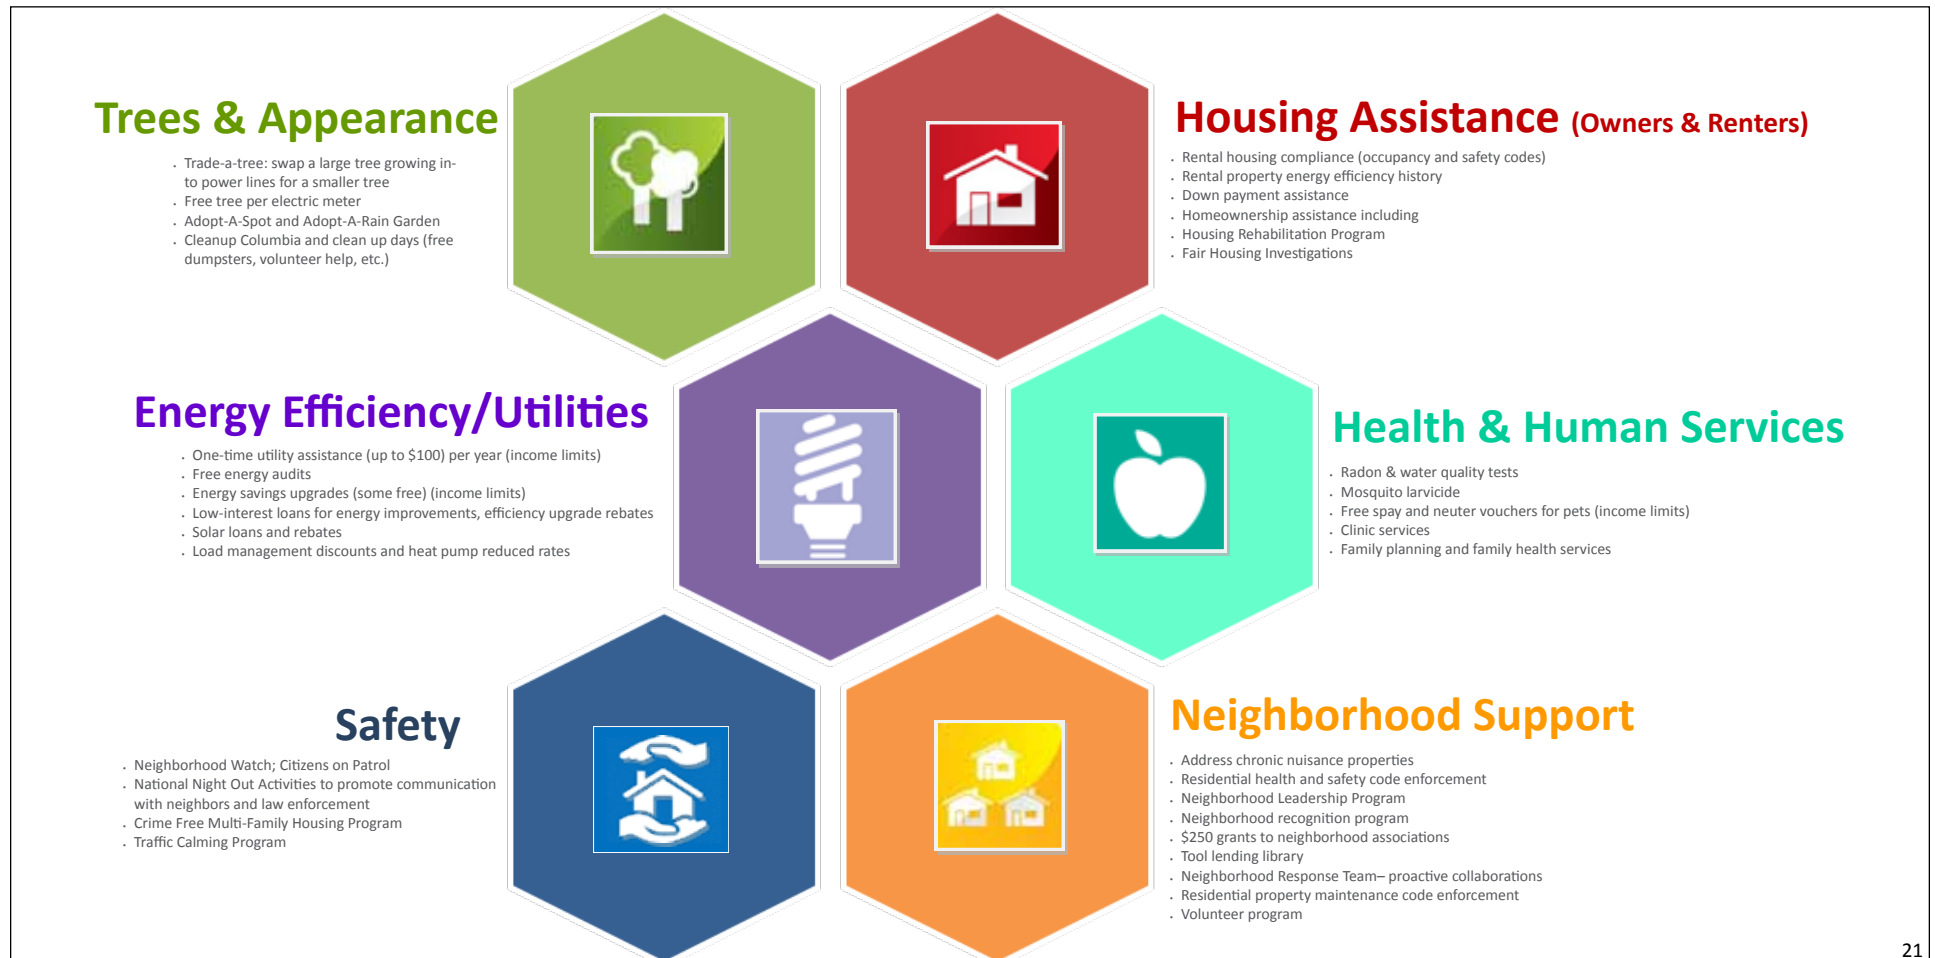 Trees & Appearance
. Trade-a-tree: swap a large tree growing in-
to power lines for a smaller tree
. Free tree per electric meter
. Adopt-A-Spot and Adopt-A-Rain Garden
. Cleanup Columbia and clean up days (free
dumpsters, volunteer help, etc.)
Housing Assistance (Owners & Renters)
. Rental housing compliance (occupancy and safety codes)
. Rental property energy efficiency history
. Down payment assistance
. Homeownership assistance including
. Housing Rehabilitation Program
. Fair Housing Investigations
Energy Efficiency/Utilities
. One-time utility assistance (up to $100) per year (income limits)
. Free energy audits
. Energy savings upgrades (some free) (income limits)
. Low-interest loans for energy improvements, efficiency upgrade rebates
. Solar loans and rebates
. Load management discounts and heat pump reduced rates
Health & Human Services
. Radon & water quality tests
. Mosquito larvicide
. Free spay and neuter vouchers for pets (income limits)
. Clinic services
. Family planning and family health services
Safety
. Neighborhood Watch; Citizens on Patrol
. National Night Out Activities to promote communication
with neighbors and law enforcement
. Crime Free Multi-Family Housing Program
. Traffic Calming Program
Neighborhood Support
. Address chronic nuisance properties
. Residential health and safety code enforcement
. Neighborhood Leadership Program
. Neighborhood recognition program
. $250 grants to neighborhood associations
. Tool lending library
. Neighborhood Response Team– proactive collaborations
. Residential property maintenance code enforcement
. Volunteer program
21